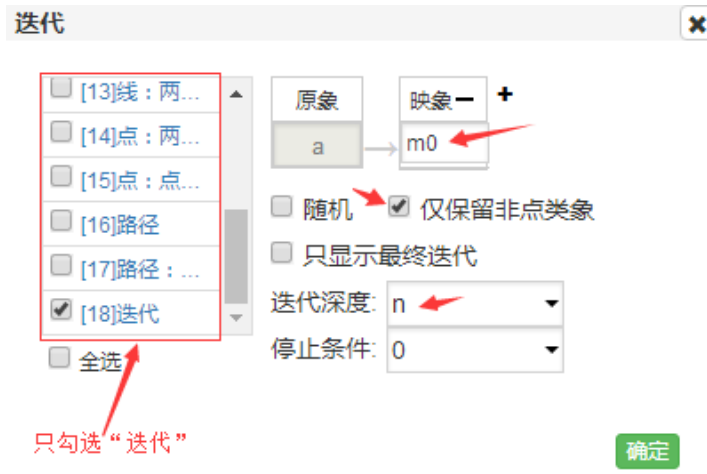 迭代
[13]线：两...
[14]点：两...
[15]点：点...
[16]路径
[17]路径：...
[18]迭代
全选
只勾选“迭代”
原象
映象
a
m0
随机
仅保留非点类象
只显示最终迭代
迭代深度: n
停止条件: 0
确定